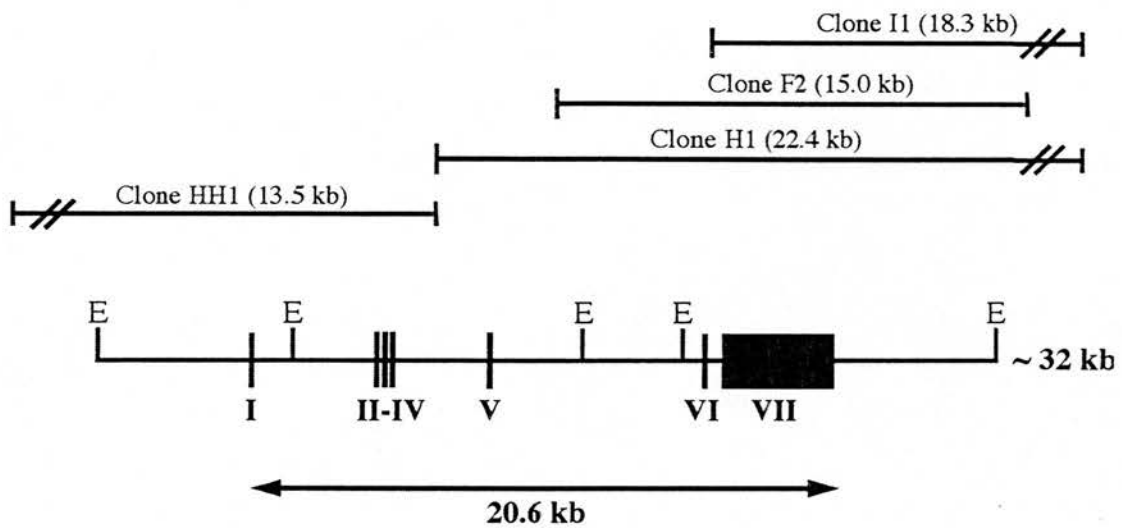 Clone I1 (18.3 kb)
Clone F2 (15.0 kb)
Clone H1 (22.4 kb)
Clone HH1 (13.5 kb)
E E E E E
~ 32 kb
I II-IV V VI VII
20.6 kb